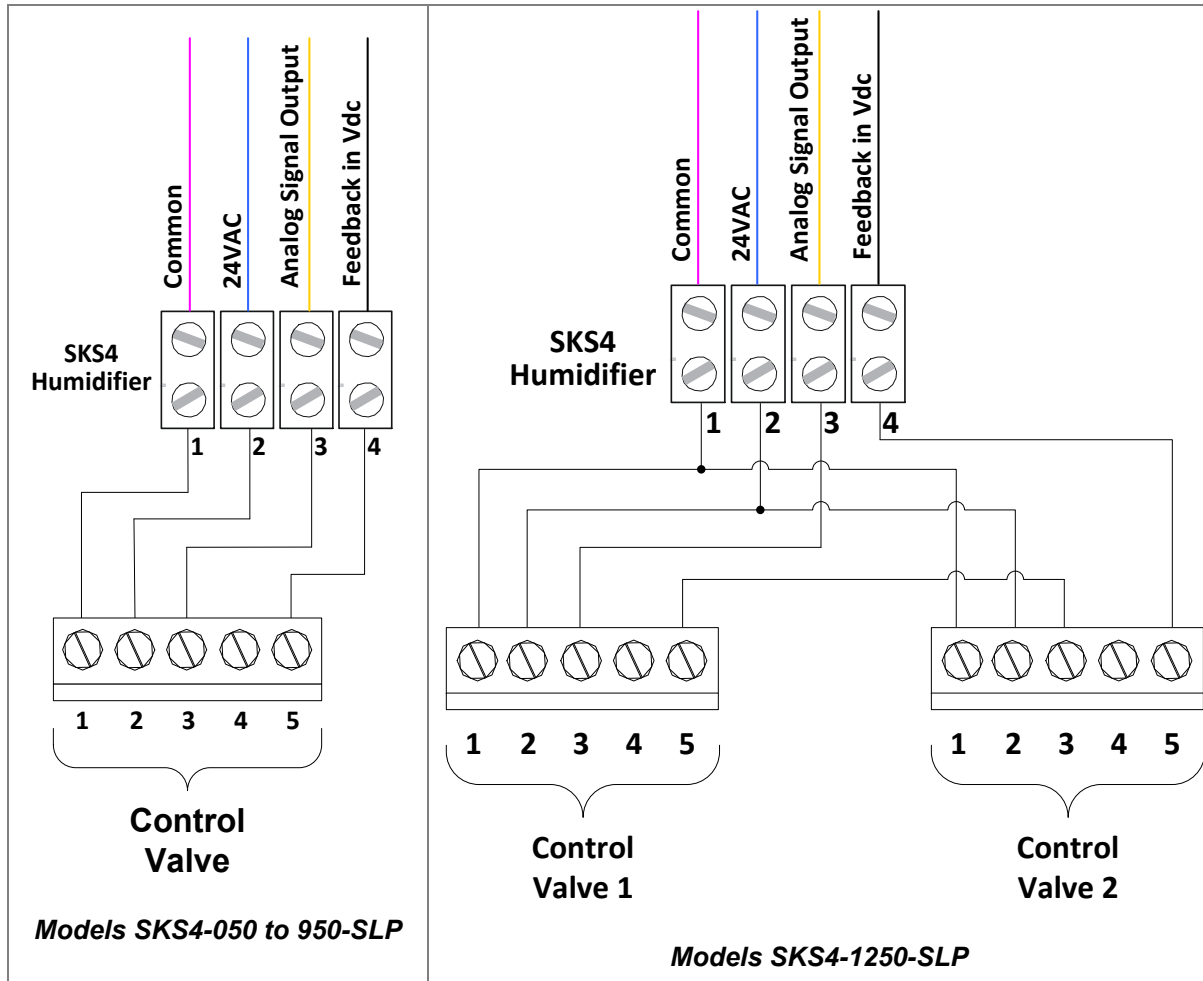 Common
24VAC
Analog Signal Output
Feedback in Vdc
SKS4
Humidifier
1 2 3 4
1 2 3 4 5
Control
Valve
Models SKS4-050 to 950-SLP
Common
24VAC
Analog Signal Output
Feedback in Vdc
SKS4
Humidifier
1 2 3 4
1 2 3 4 5
Control
Valve 1
1 2 3 4 5
Control
Valve 2
Models SKS4-1250-SLP